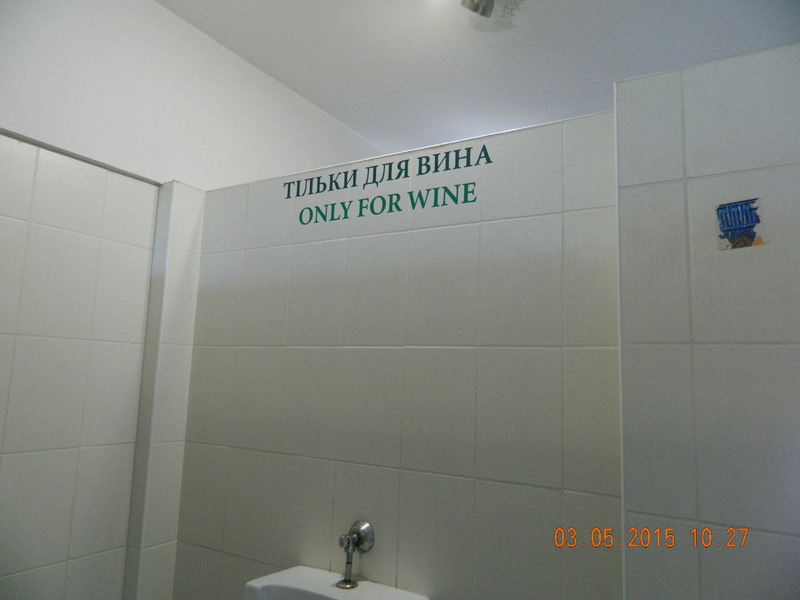 ТІЛЬКИ ДЛЯ ВИНА
ONLY FOR WINE
03.05.2015 10:27